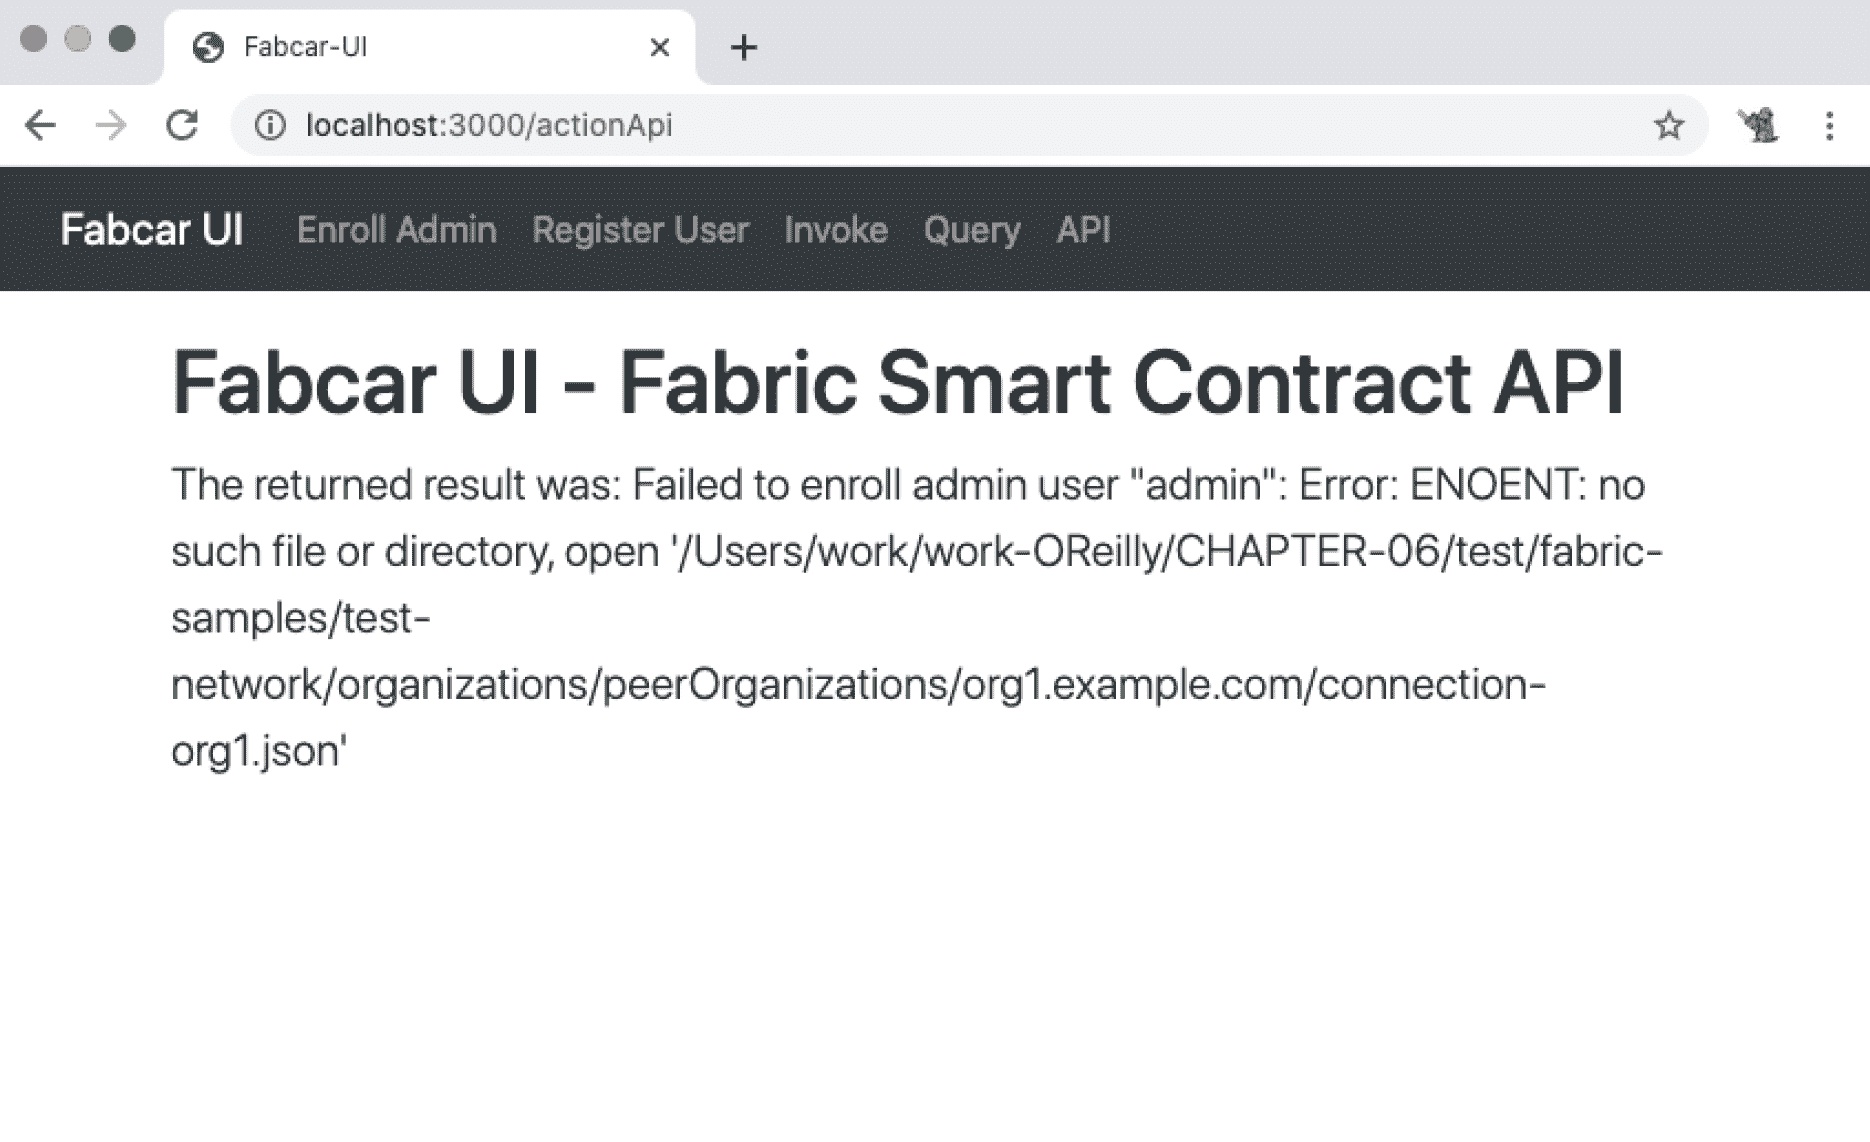 Fabcar-UI
localhost:3000/actionApi
Fabcar UI Enroll Admin Register User Invoke Query API
Fabcar UI - Fabric Smart Contract API
The returned result was: Failed to enroll admin user "admin": Error: ENOENT: no
such file or directory, open '/Users/work/work-OReilly/CHAPTER-06/test/fabric-
samples/test-
network/organizations/peerOrganizations/org1.example.com/connection-
org1.json'